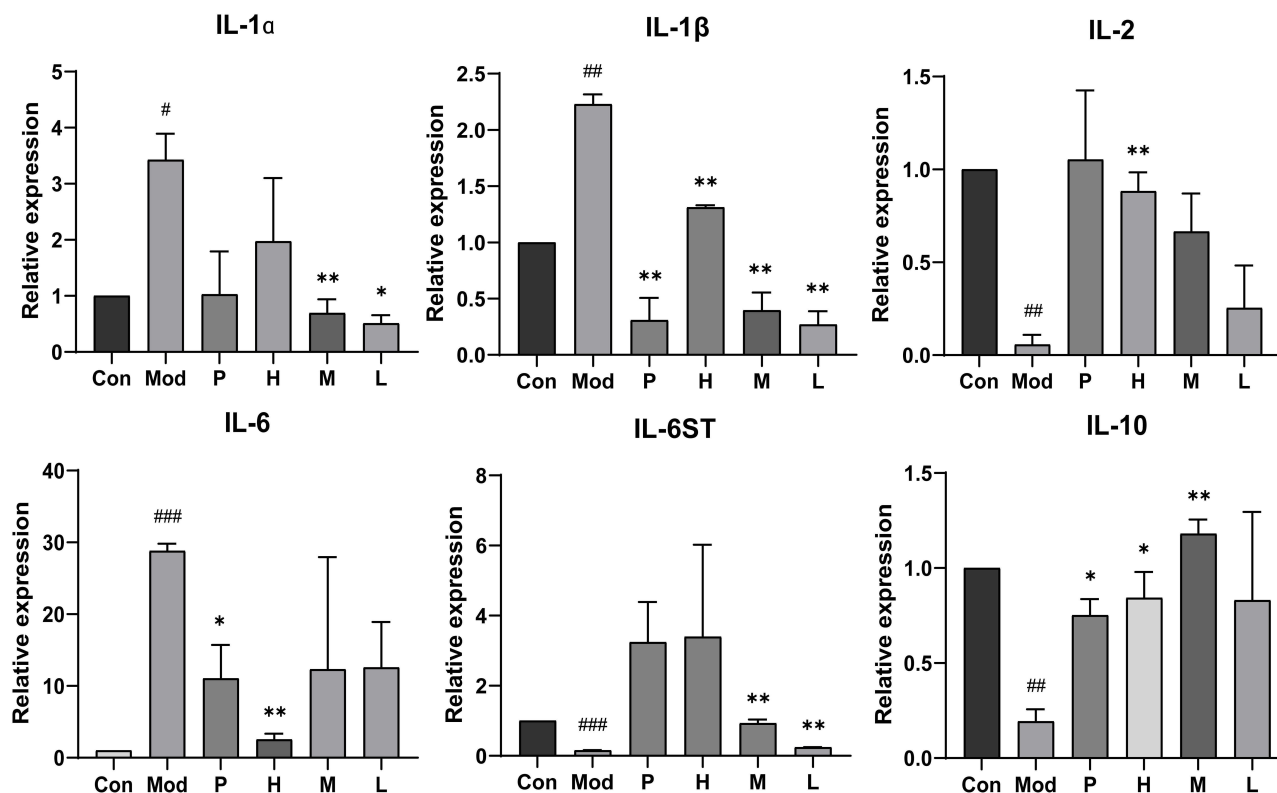 IL-1α
Relative expression
5
4
3
2
1
0
#
**
*
Con Mod P H M L
IL-1β
Relative expression
2.5
2.0
1.5
1.0
0.5
0.0
##
**
**
**
**
Con Mod P H M L
IL-2
Relative expression
1.5
1.0
0.5
0.0
##
**
Con Mod P H M L
IL-6
Relative expression
40
30
20
10
0
###
*
**
Con Mod P H M L
IL-6ST
Relative expression
8
6
4
2
0
###
**
**
Con Mod P H M L
IL-10
Relative expression
1.5
1.0
0.5
0.0
##
*
*
**
Con Mod P H M L